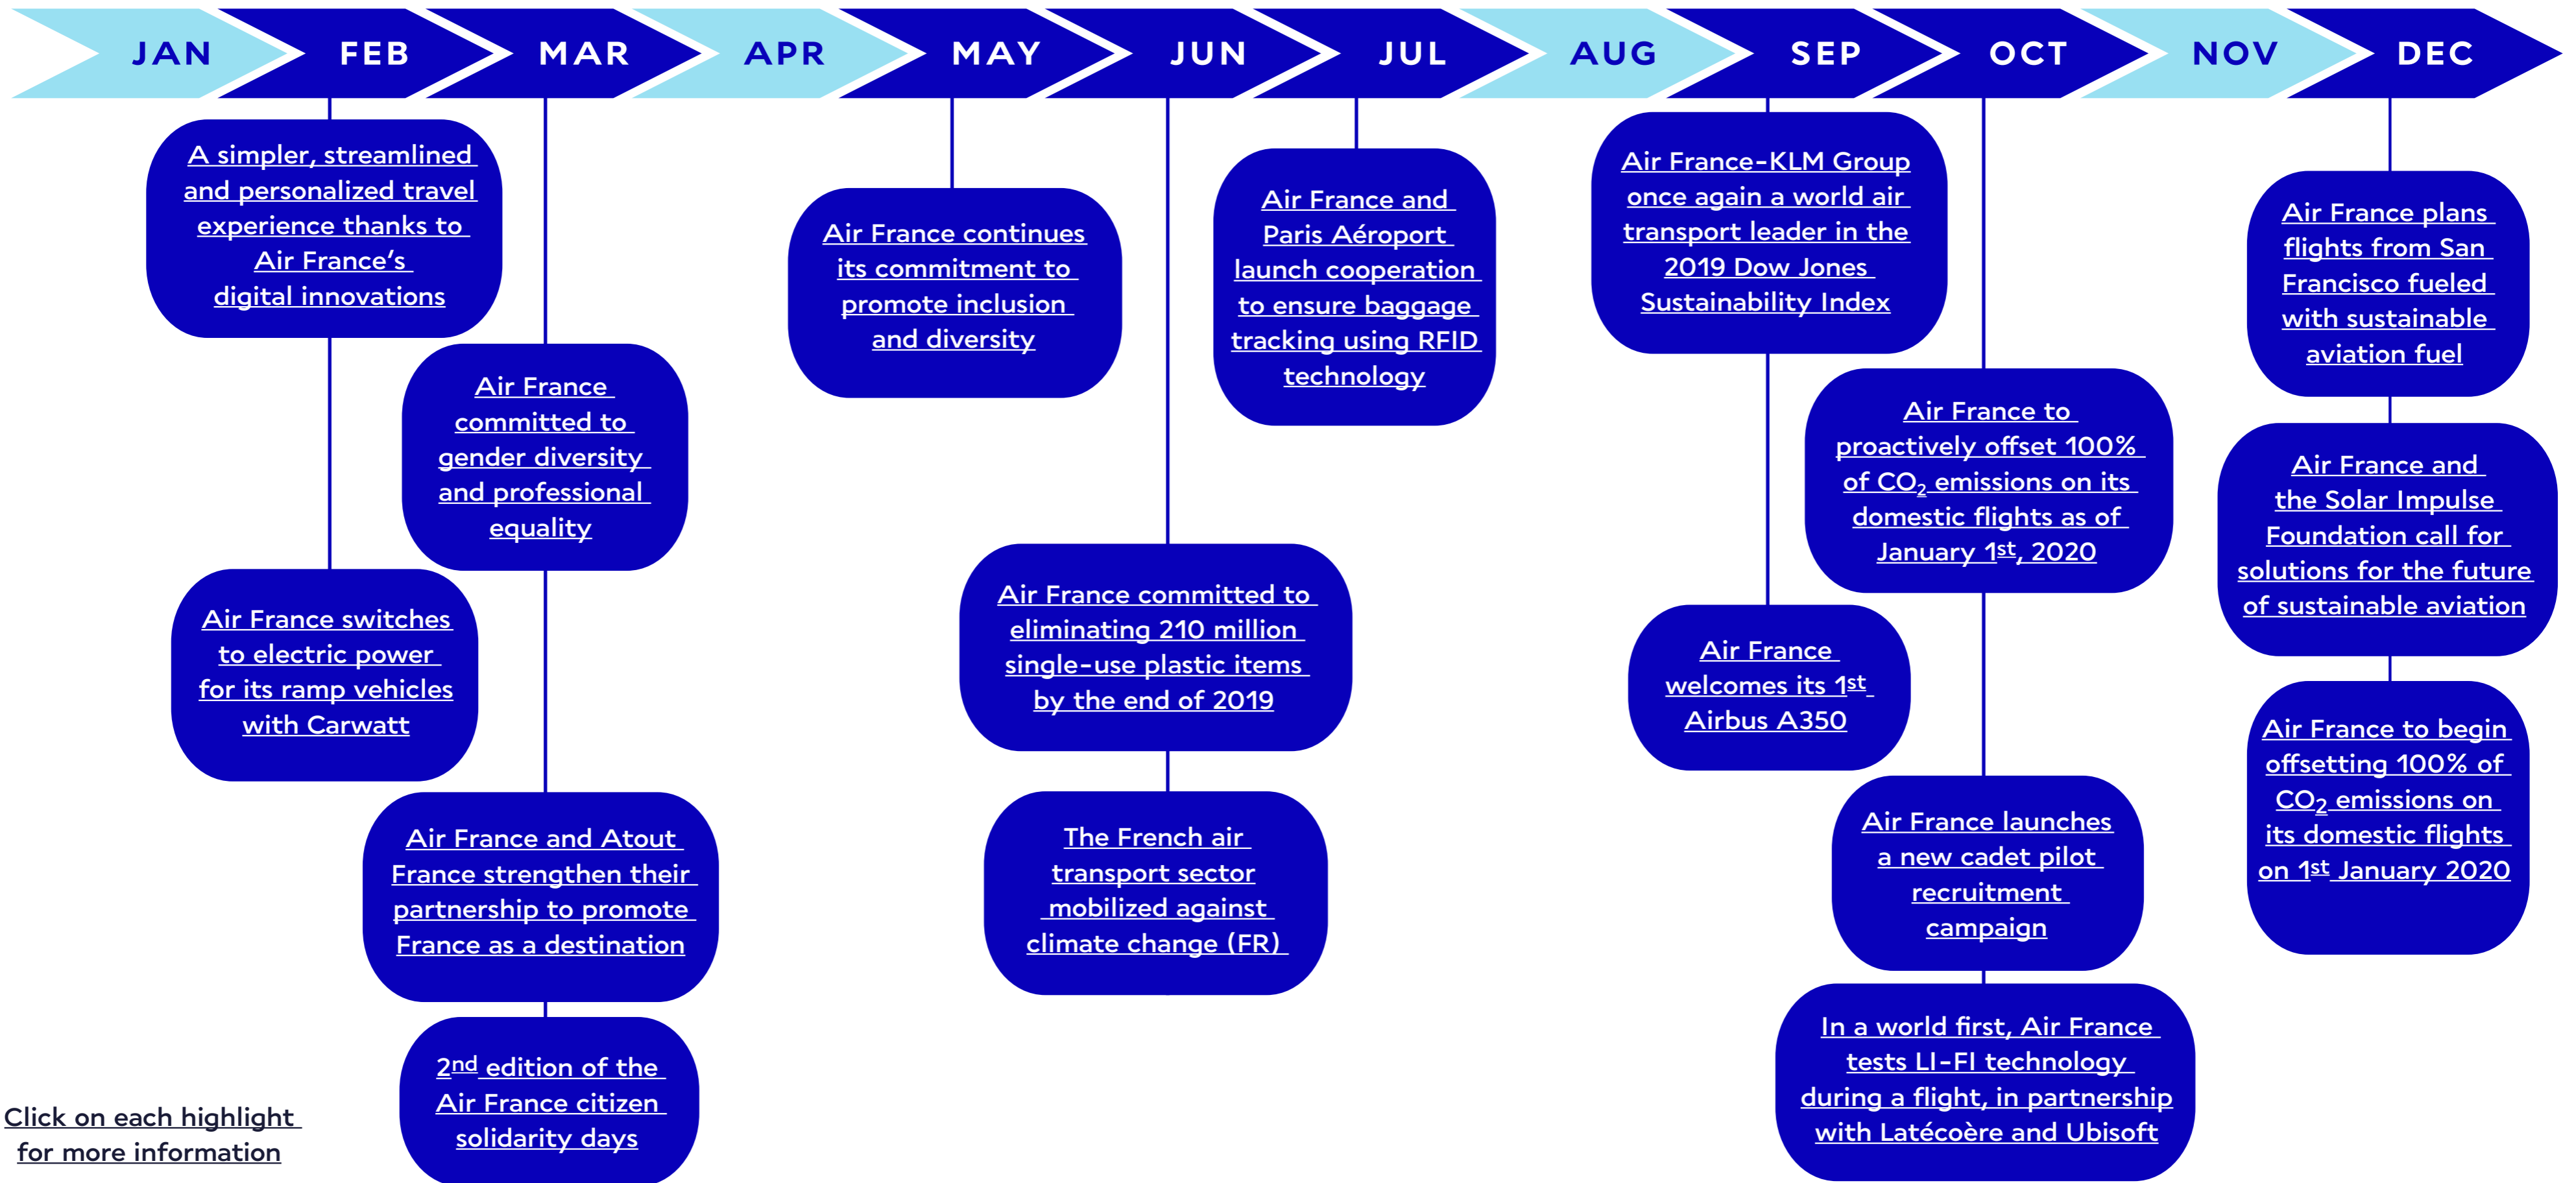 JAN
FEB
MAR
APR
MAY
JUN
JUL
AUG
SEP
OCT
NOV
DEC
A simpler, streamlined
and personalized travel
experience thanks to
Air France’s
digital innovations
Air France switches
to electric power
for its ramp vehicles
with Carwatt
Air France
committed to
gender diversity
and professional
equality
Air France and Atout
France strengthen their
partnership to promote
France as a destination
2nd edition of the
Air France citizen
solidarity days
Air France continues
its commitment to
promote inclusion
and diversity
Air France committed to
eliminating 210 million
single-use plastic items
by the end of 2019
The French air
transport sector
mobilized against
climate change (FR)
Air France and
Paris Aéroport
launch cooperation
to ensure baggage
tracking using RFID
technology
Air France-KLM Group
once again a world air
transport leader in the
2019 Dow Jones
Sustainability Index
Air France
welcomes its 1st
Airbus A350
Air France to
proactively offset 100%
of CO₂ emissions on its
domestic flights as of
January 1st, 2020
Air France launches
a new cadet pilot
recruitment
campaign
In a world first, Air France
tests LI-FI technology
during a flight, in partnership
with Latécoère and Ubisoft
Air France plans
flights from San
Francisco fueled
with sustainable
aviation fuel
Air France and
the Solar Impulse
Foundation call for
solutions for the future
of sustainable aviation
Air France to begin
offsetting 100% of
CO₂ emissions on
its domestic flights
on 1st January 2020
Click on each highlight
for more information